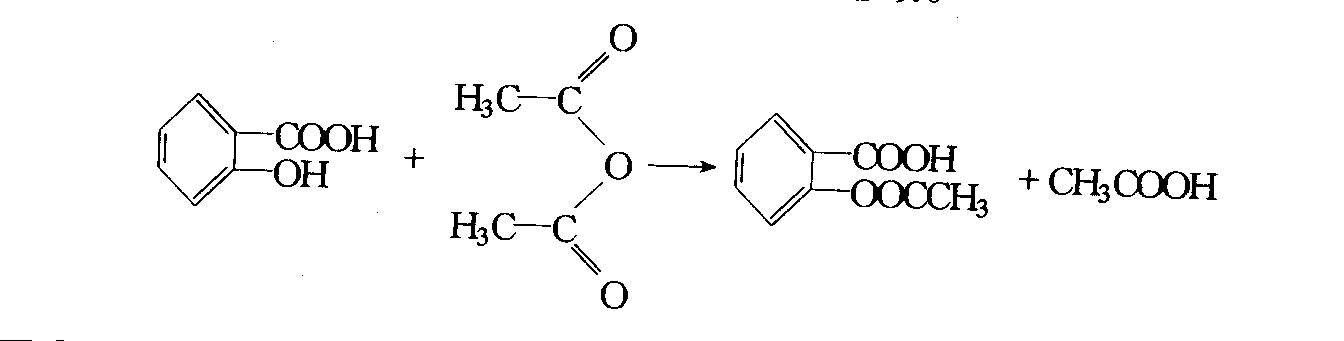 O
H₃C C
COOH
OH
+
O
COOH
OOCCH₃
+ CH₃COOH
H₃C C
O